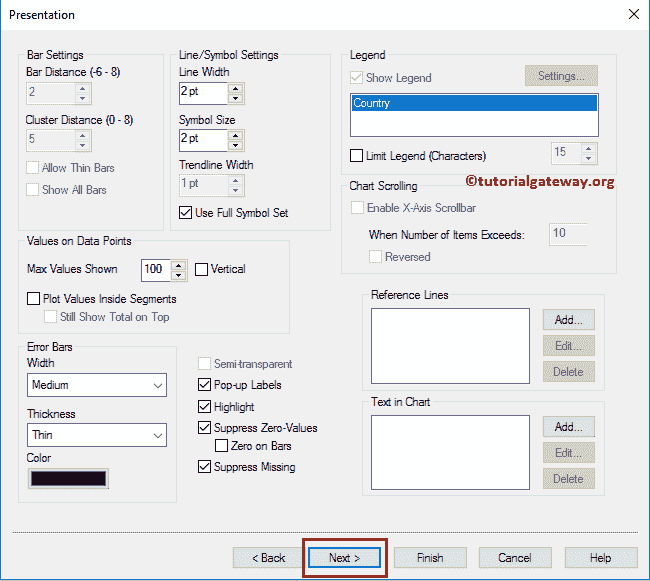 Presentation
Bar Settings
Bar Distance (-6 - 8)
2
Cluster Distance (0 - 8)
5
Allow Thin Bars
Show All Bars
Line/Symbol Settings
Line Width
2 pt
Symbol Size
2 pt
Trendline Width
1 pt
Use Full Symbol Set
Legend
Show Legend
Settings...
Country
Limit Legend (Characters)
15
©tutorialgateway.org
Chart Scrolling
Enable X-Axis Scrollbar
When Number of Items Exceeds:
10
Reversed
Values on Data Points
Max Values Shown
100
Vertical
Plot Values Inside Segments
Still Show Total on Top
Error Bars
Width
Medium
Thickness
Thin
Color
Semi-transparent
Pop-up Labels
Highlight
Suppress Zero-Values
Zero on Bars
Suppress Missing
Reference Lines
Add...
Edit...
Delete
Text in Chart
Add...
Edit...
Delete
< Back
Next >
Finish
Cancel
Help